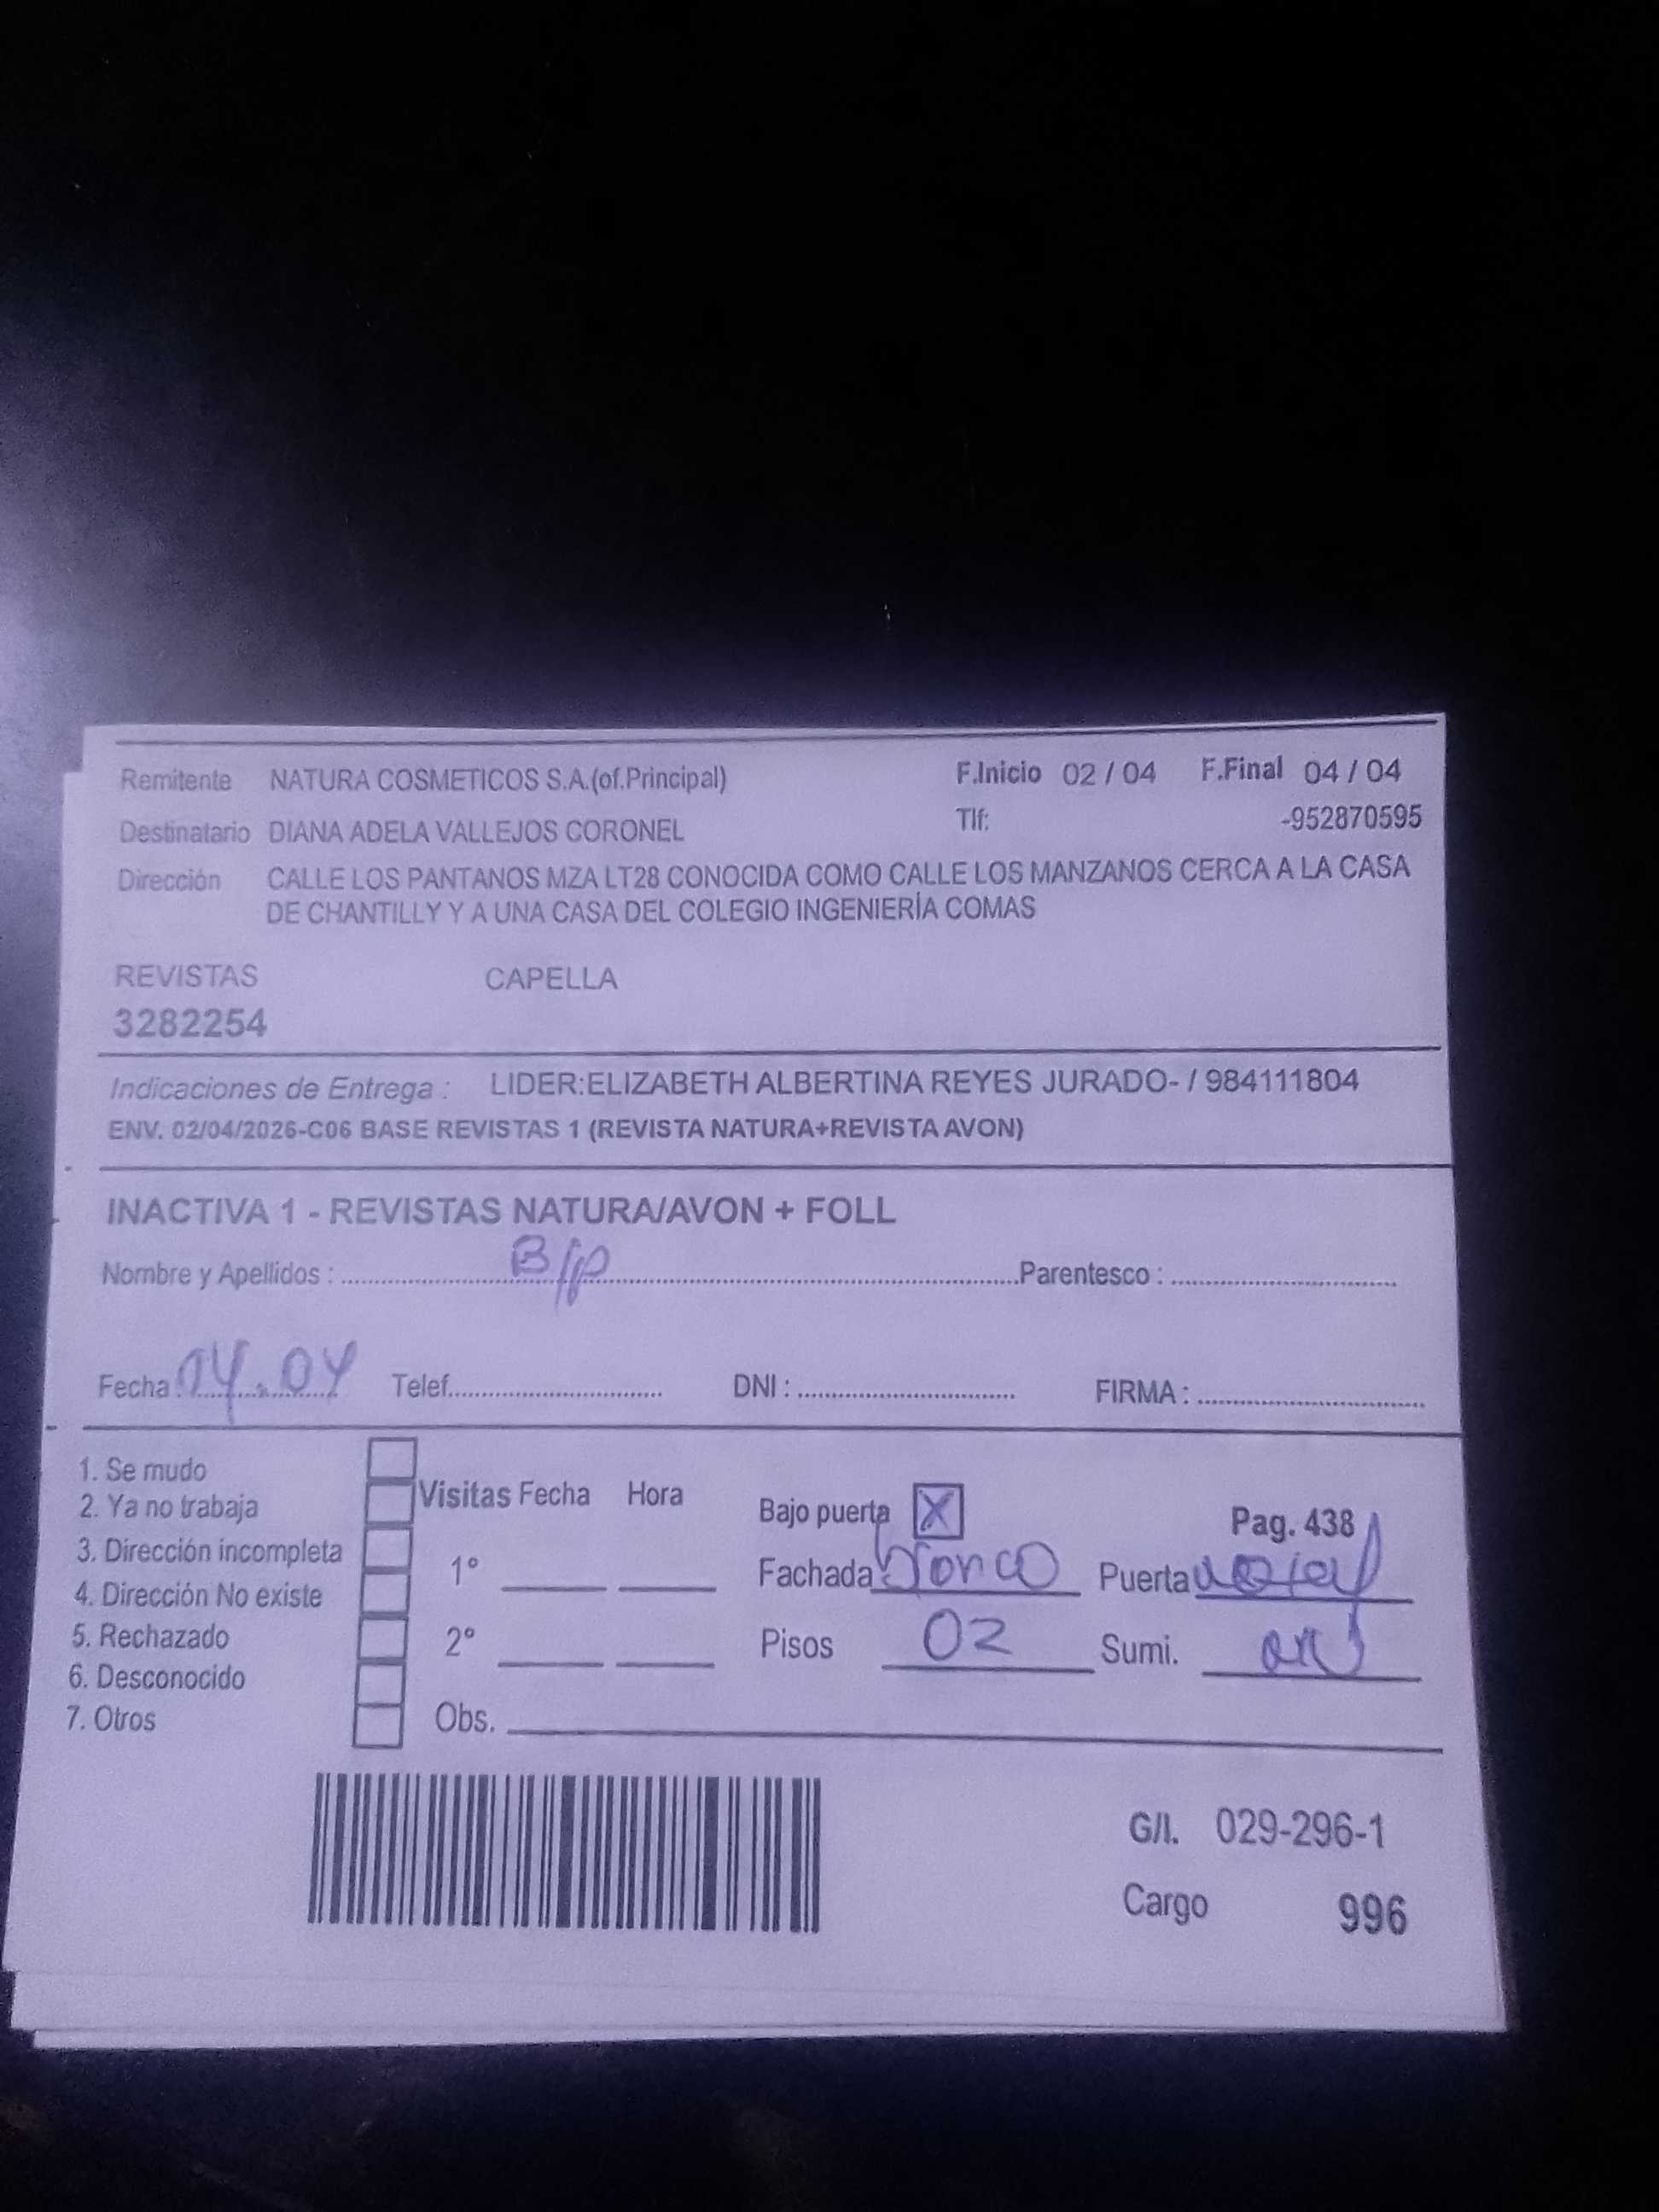 Remitente NATURA COSMETICOS S.A.(of.Principal) F.Inicio 02 / 04 F.Final 04 / 04
Destinatario DIANA ADELA VALLEJOS CORONEL Tlf: -952870595
Dirección CALLE LOS PANTANOS MZA LT28 CONOCIDA COMO CALLE LOS MANZANOS CERCA A LA CASA
DE CHANTILLY Y A UNA CASA DEL COLEGIO INGENIERÍA COMAS
REVISTAS CAPELLA
3282254
Indicaciones de Entrega : LIDER:ELIZABETH ALBERTINA REYES JURADO- / 984111804
ENV. 02/04/2026-C06 BASE REVISTAS 1 (REVISTA NATURA+REVISTA AVON)
INACTIVA 1 - REVISTAS NATURA/AVON + FOLL
Nombre y Apellidos : B/p Parentesco :
Fecha 04 Telef. DNI : FIRMA :
1. Se mudo
2. Ya no trabaja Visitas Fecha Hora Bajo puerta X Pag. 438
3. Dirección incompleta 1° Fachada Puerta
4. Dirección No existe
5. Rechazado 2° Pisos 02 Sumi.
6. Desconocido
7. Otros Obs.
G/I. 029-296-1
Cargo 996